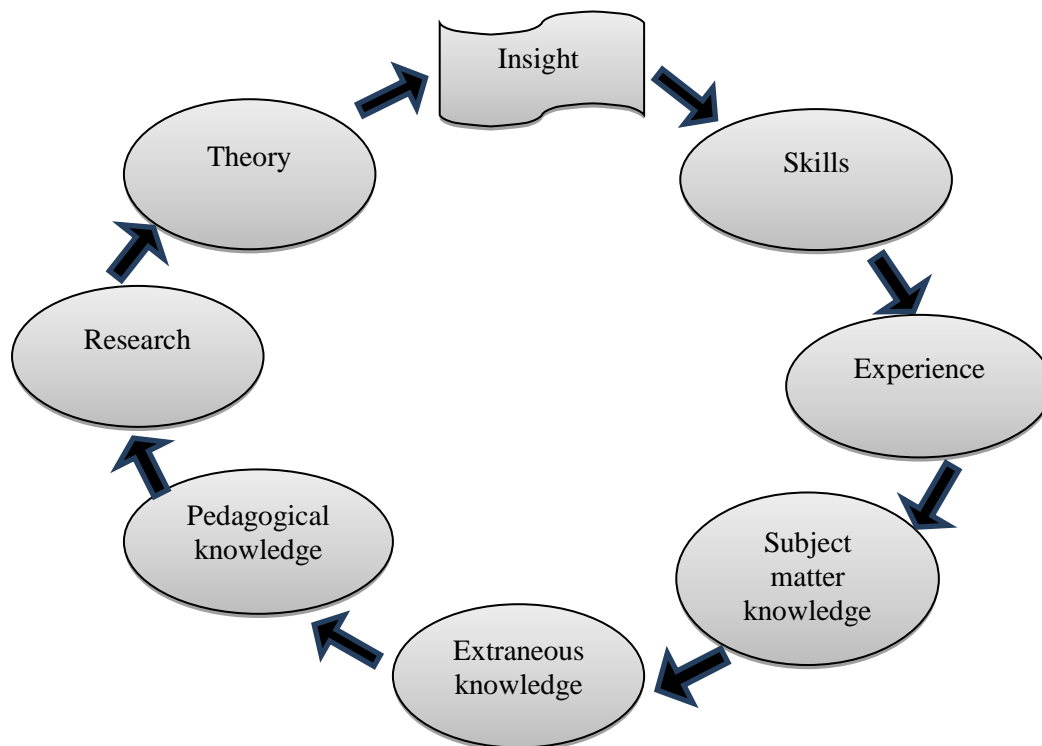 Insight
Skills
Experience
Subject
matter
knowledge
Extraneous
knowledge
Pedagogical
knowledge
Research
Theory